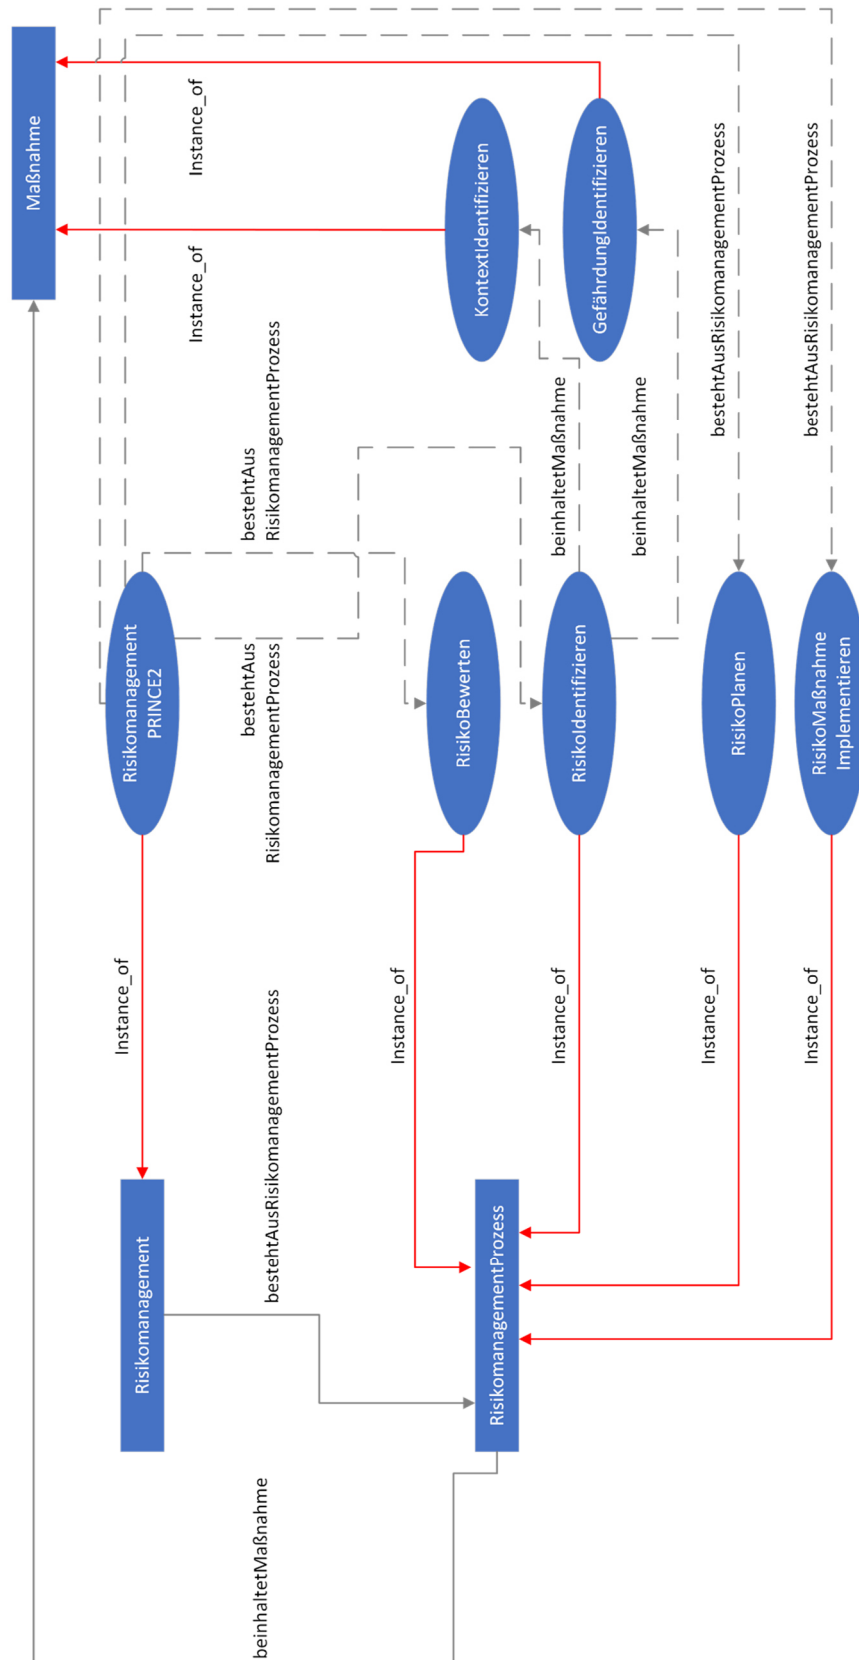 beinhaltetMaßnahme
Risikomanagement
Instance_of
Risikomanagement
PRINCE2
Maßnahme
bestehtAusRisikomanagementProzess
bestehtAus
RisikomanagementProzess
bestehtAus
RisikomanagementProzess
Instance_of
Instance_of
RisikomanagementProzess
Instance_of
RisikoBewerten
KontextIdentifizieren
beinhaltetMaßnahme
Instance_of
RisikoIdentifizieren
GefährdungIdentifizieren
beinhaltetMaßnahme
Instance_of
RisikoPlanen
bestehtAusRisikomanagementProzess
Instance_of
RisikoMaßnahme
Implementieren
bestehtAusRisikomanagementProzess